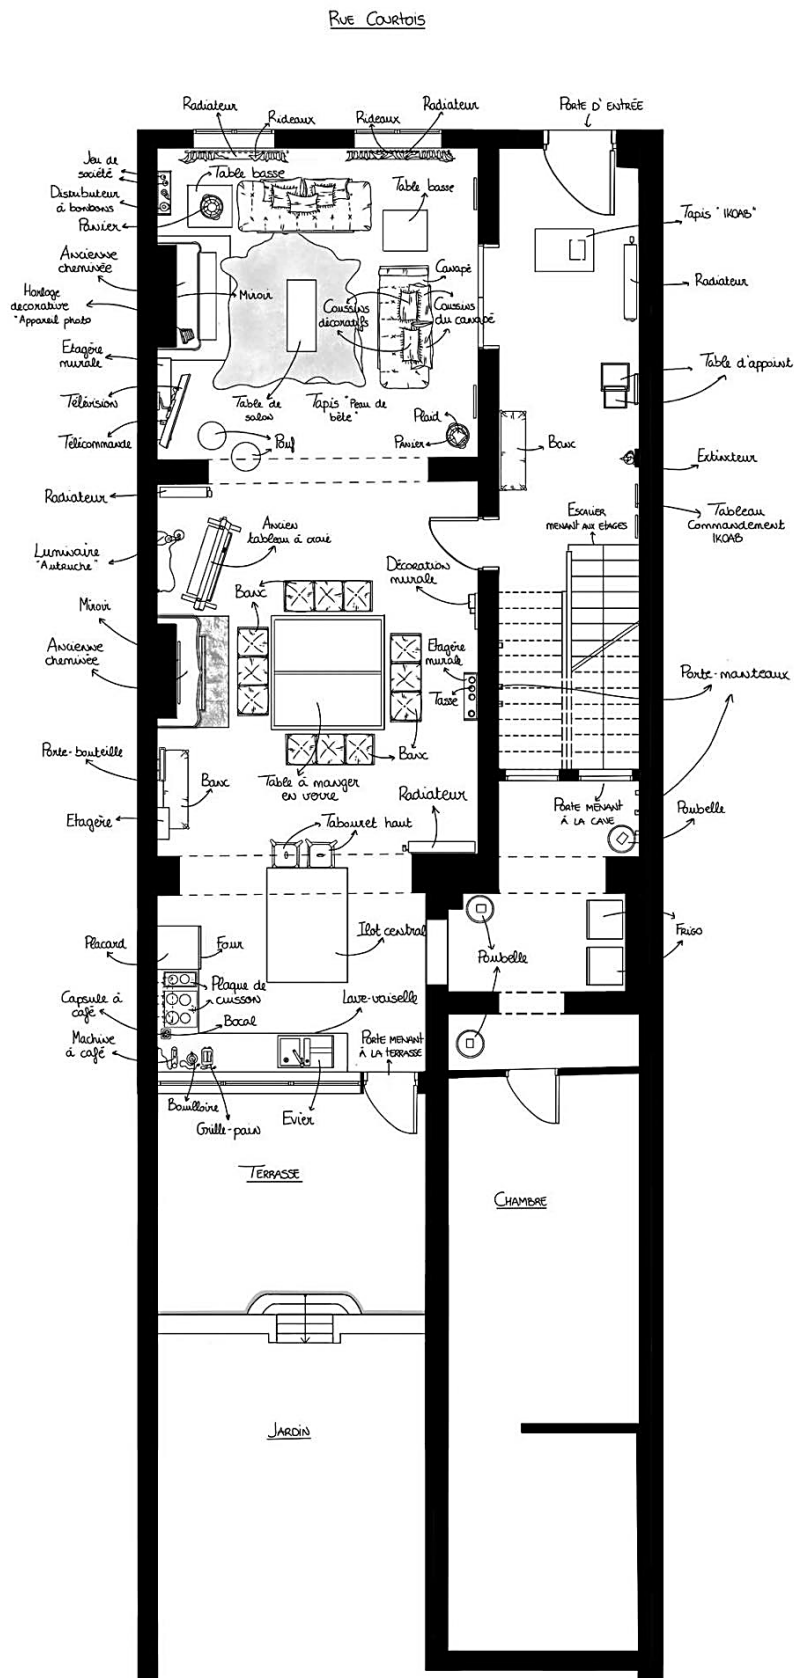 Rue Courtois
Porte d'entrée
Radiateur
Rideaux
Rideaux
Radiateur
Jeu de
société
Distributeur
à bonbons
Panier
Table basse
Table basse
Tapis "IKOAB"
Ancienne
cheminée
Miroir
Horloge
decorative
"Appareil photo"
Canapé
Coussins
décoratifs
Coussins
du canapé
Radiateur
Etagère
murale
Télévision
Télécommande
Table de
salon
Tapis "Peau de
bête"
Plaid
Panier
Pouf
Table d'appoint
Banc
Extincteur
Radiateur
Escalier
menant aux etages
Tableau
Commandement
IKOAB
Luminaire
"Autruche"
Ancien
tableau à craie
Décoration
murale
Miroir
Banc
Ancienne
cheminée
Etagère
murale
Tasse
Porte-manteaux
Porte-bouteille
Banc
Table à manger
en verre
Banc
Radiateur
Porte menant
à la cave
Poubelle
Etagère
Tabouret haut
Placard
Four
Ilot central
Frigo
Poubelle
Plaque de
cuisson
Capsule à
café
Bocal
Lave-vaiselle
Machine
à café
Porte menant
à la terrasse
Bouilloire
Grille-pain
Evier
Terrasse
Chambre
Jardin